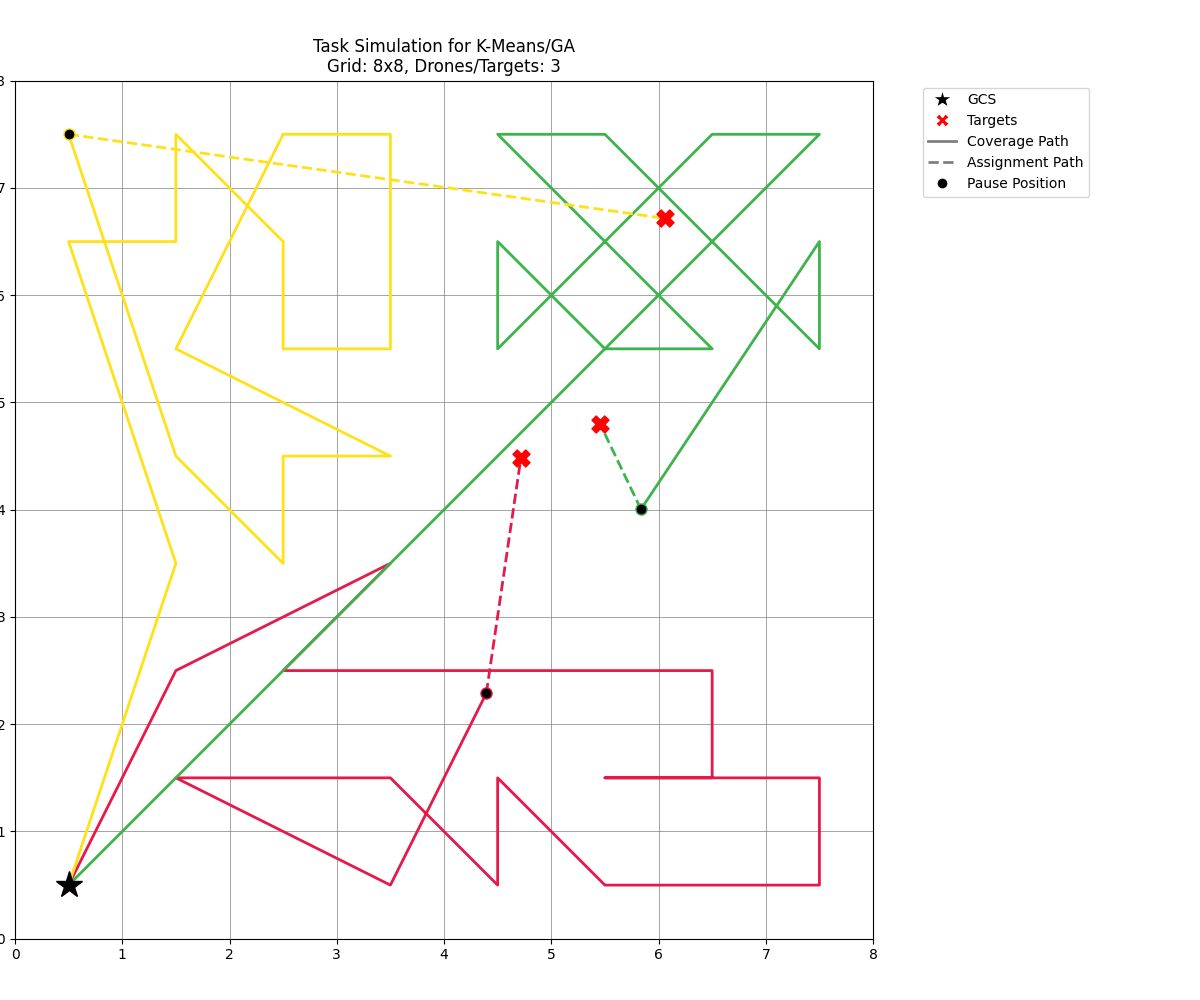 Task Simulation for K-Means/GA
Grid: 8x8, Drones/Targets: 3
GCS
Targets
Coverage Path
Assignment Path
Pause Position
8
7
6
5
4
3
2
1
0
0 1 2 3 4 5 6 7 8